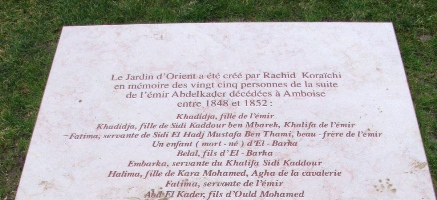 Le Jardin d'Orient a été créé par Rachid Koraïchi
en mémoire des vingt cinq personnes de la suite
de l'émir Abdelkader décédées à Amboise
entre 1848 et 1852 :
Khadidja, fille de l'émir
Khadidja, fille de Sidi Kaddour ben Mbarek, Khalifa de l'émir
Fatima, servante de Sidi El Hadj Mustafa Ben Thami, beau-frère de l'émir
Un enfant ( mort-né ) d'El-Barka
Belal, fils d'El-Barka
Embarka, servante du Khalifa Sidi Kaddour
Halima, fille de Kara Mohamed, Agha de la cavalerie
Fatima, servante de l'émir
Abd El Kader, fils d'Ould Mohamed